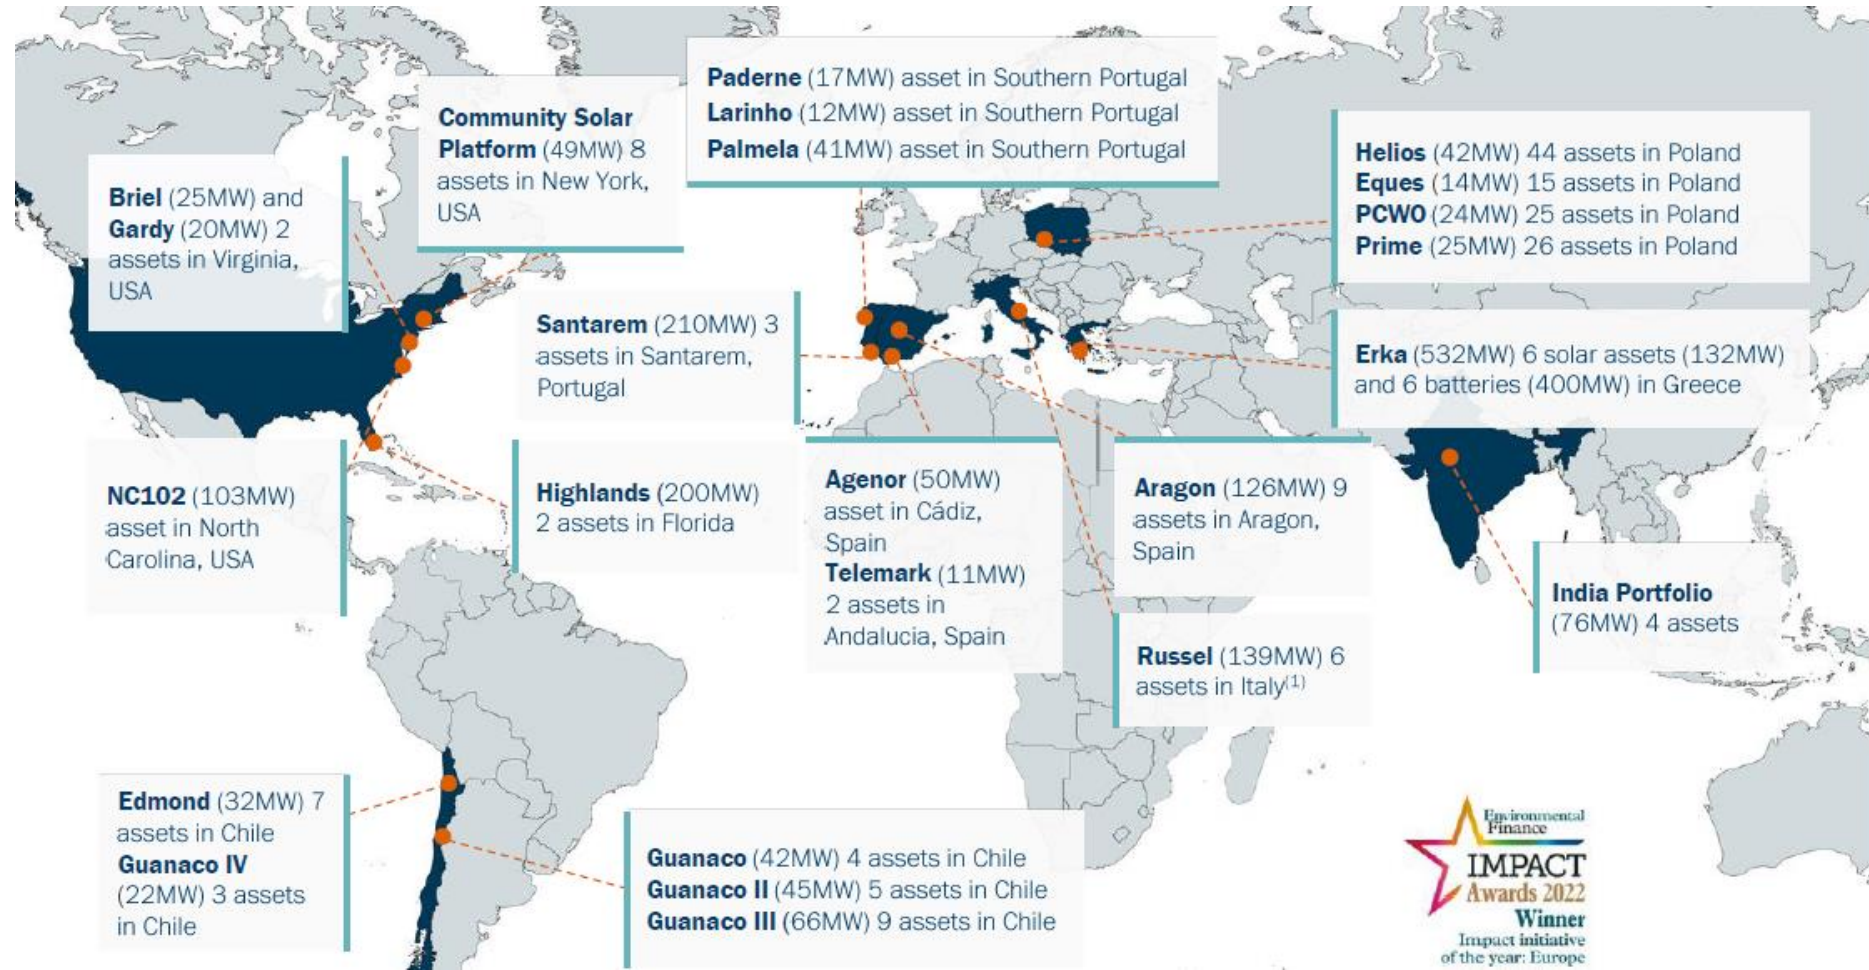 Paderne (17MW) asset in Southern Portugal
Larinho (12MW) asset in Southern Portugal
Palmela (41MW) asset in Southern Portugal
Community Solar
Platform (49MW) 8
assets in New York,
USA
Briel (25MW) and
Gardy (20MW) 2
assets in Virginia,
USA
Helios (42MW) 44 assets in Poland
Eques (14MW) 15 assets in Poland
PCWO (24MW) 25 assets in Poland
Prime (25MW) 26 assets in Poland
Santarem (210MW) 3
assets in Santarem,
Portugal
Erka (532MW) 6 solar assets (132MW)
and 6 batteries (400MW) in Greece
NC102 (103MW)
asset in North
Carolina, USA
Highlands (200MW)
2 assets in Florida
Agenor (50MW)
asset in Cádiz,
Spain
Telemark (11MW)
2 assets in
Andalucia, Spain
Aragon (126MW) 9
assets in Aragon,
Spain
Russel (139MW) 6
assets in Italy(1)
India Portfolio
(76MW) 4 assets
Edmond (32MW) 7
assets in Chile
Guanaco IV
(22MW) 3 assets
in Chile
Guanaco (42MW) 4 assets in Chile
Guanaco II (45MW) 5 assets in Chile
Guanaco III (66MW) 9 assets in Chile
Environmental
Finance
IMPACT
Awards 2022
Winner
Impact initiative
of the year: Europe